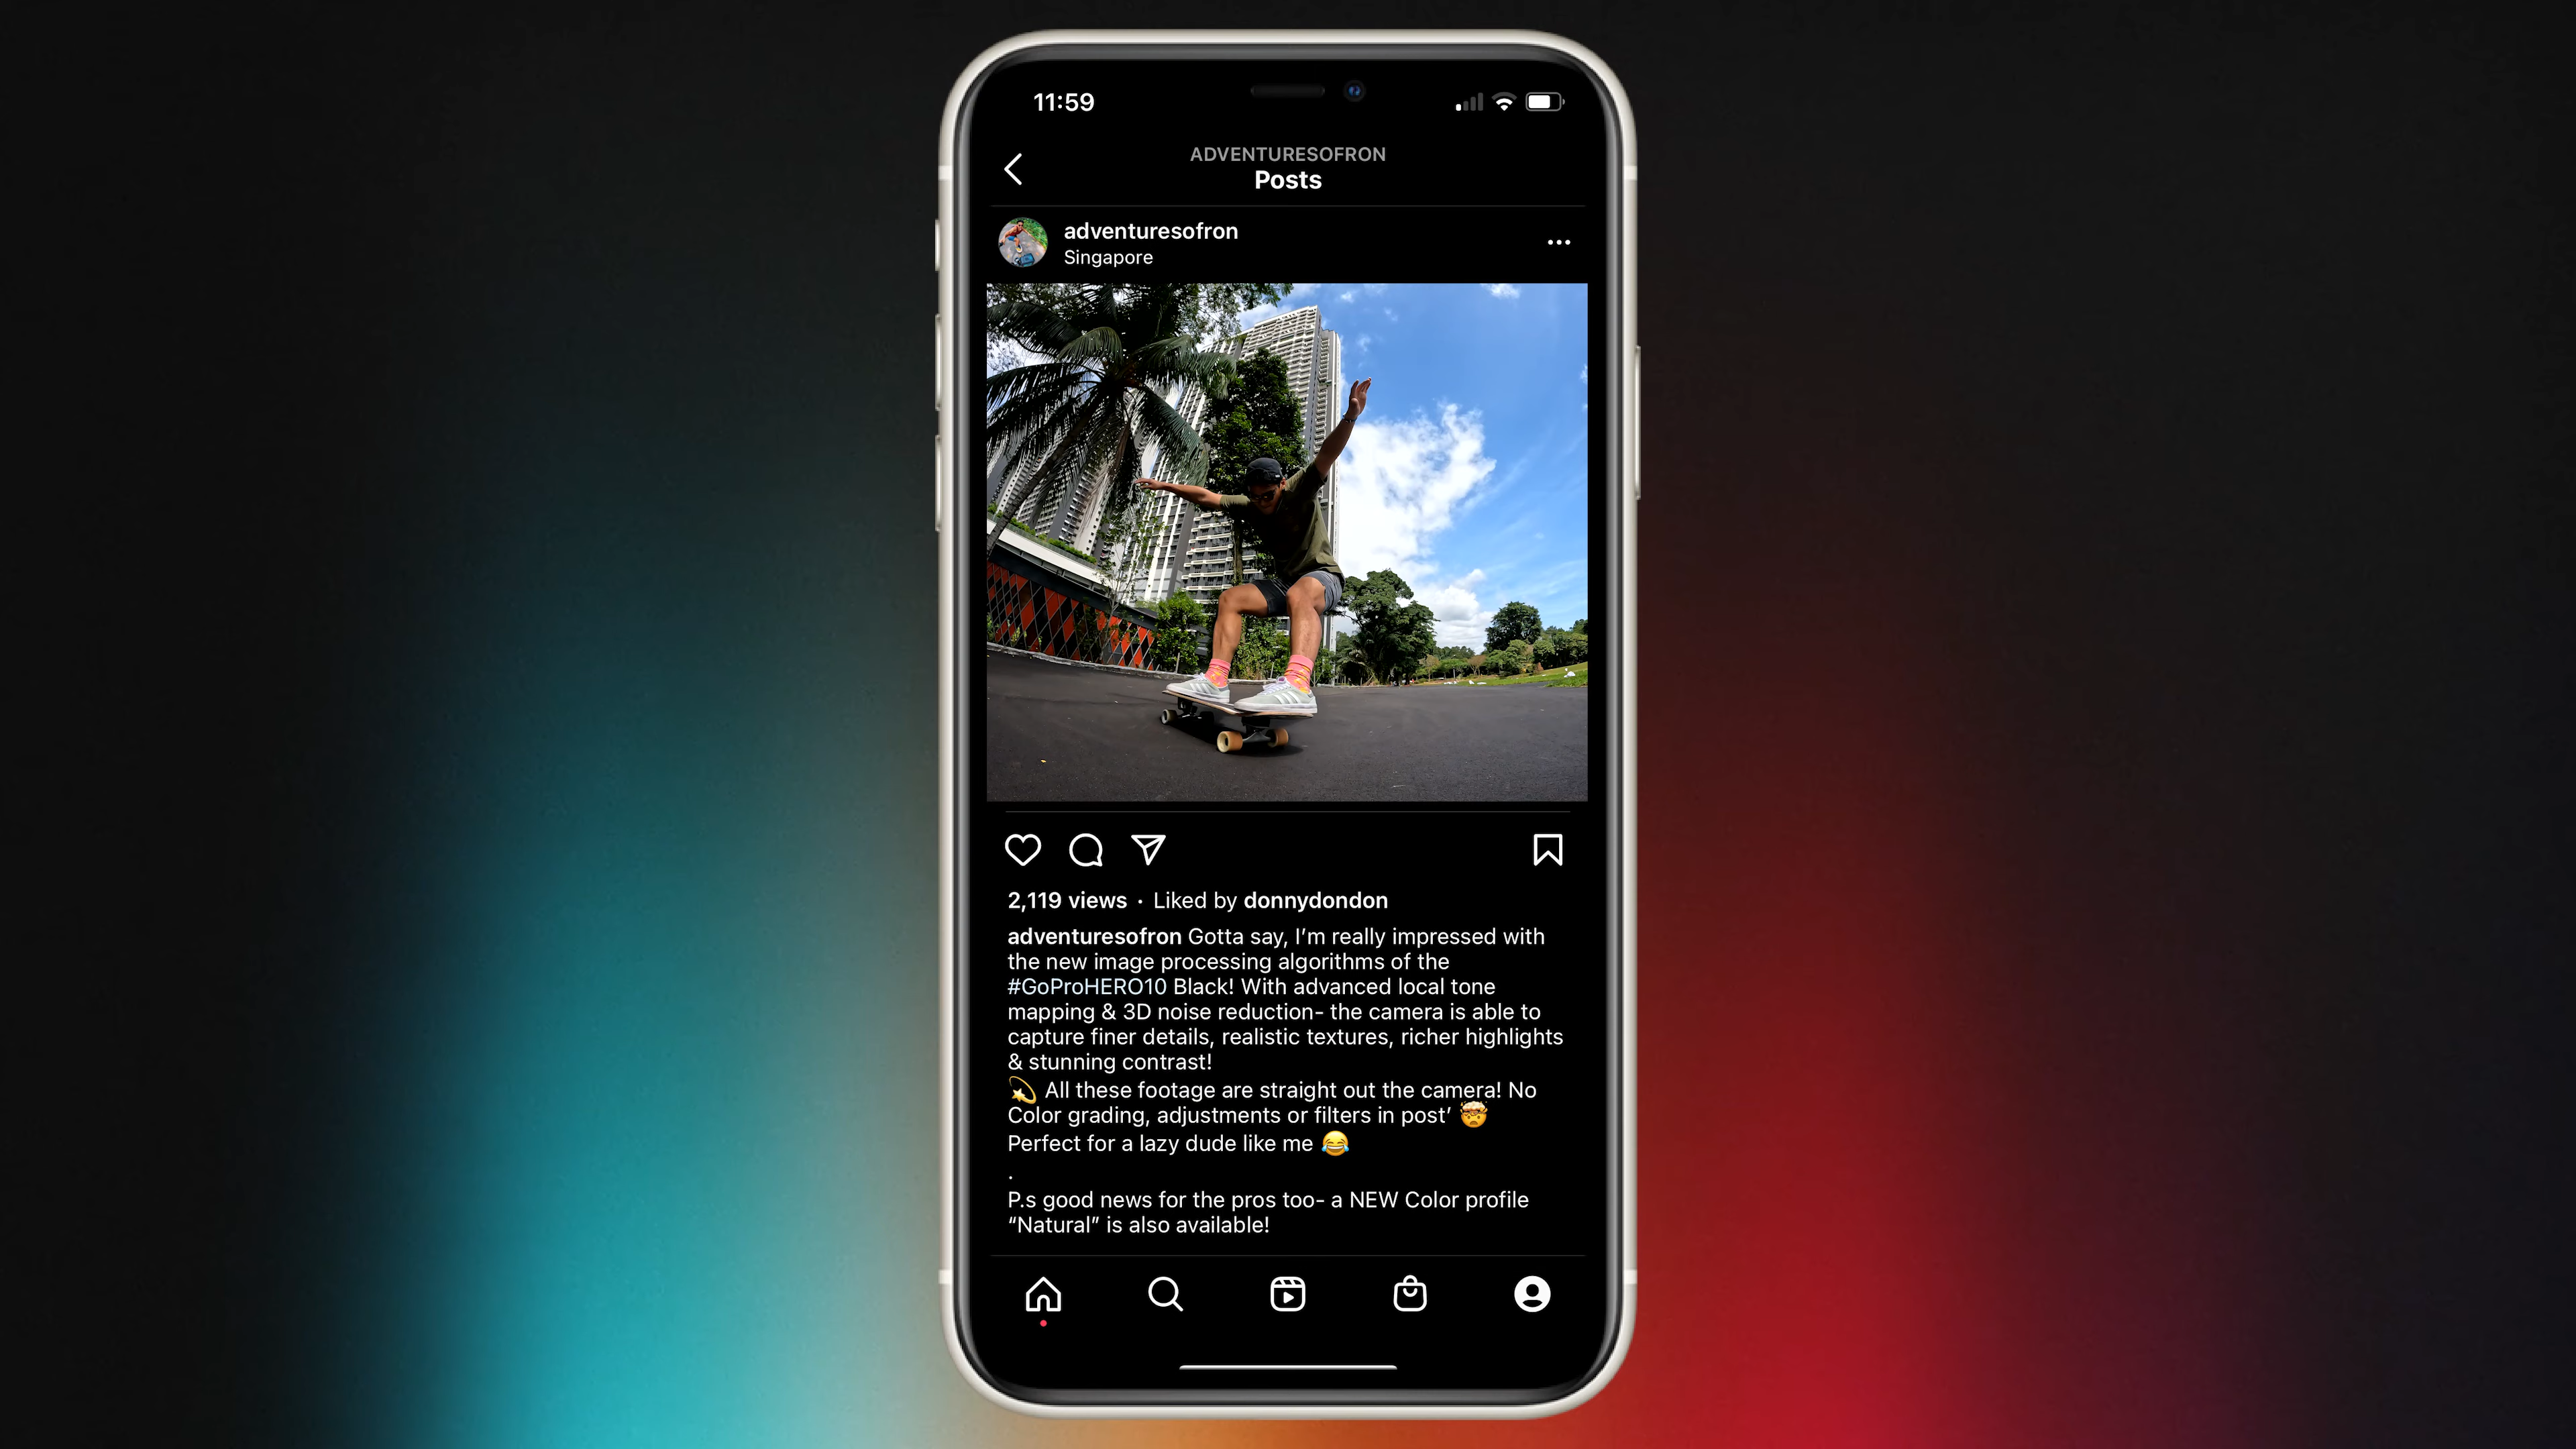 11:59
ADVENTURESOFRON
Posts
adventuresofron
Singapore
2,119 views · Liked by donnydondon
adventuresofron Gotta say, I’m really impressed with
the new image processing algorithms of the
#GoProHERO10 Black! With advanced local tone
mapping & 3D noise reduction- the camera is able to
capture finer details, realistic textures, richer highlights
& stunning contrast!
💫 All these footage are straight out the camera! No
Color grading, adjustments or filters in post’ 🤯
Perfect for a lazy dude like me 😂
.
P.s good news for the pros too- a NEW Color profile
“Natural” is also available!